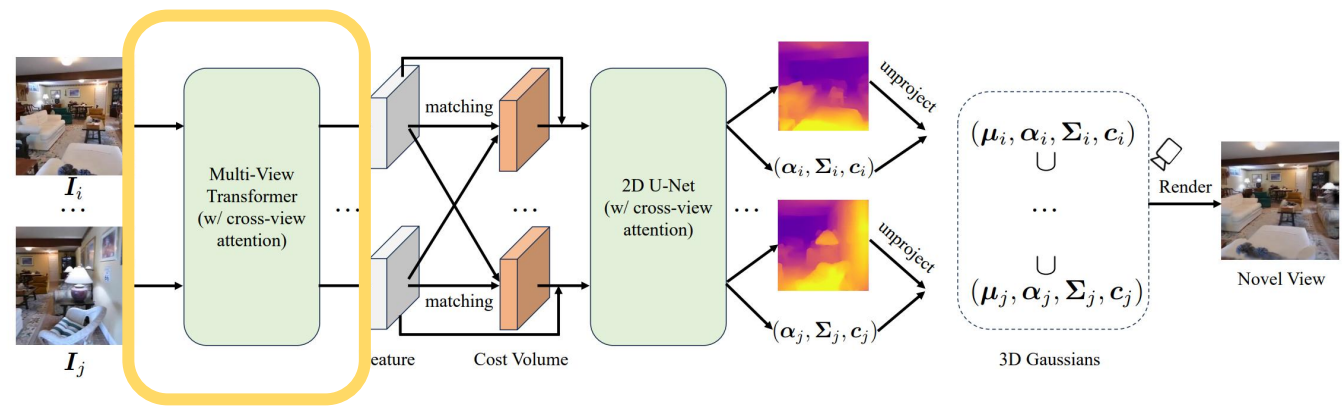 I_i
...
I_j
Multi-View
Transformer
(w/ cross-view
attention)
...
matching
matching
eature
...
Cost Volume
2D U-Net
(w/ cross-view
attention)
...
unproject
(α_i, Σ_i, c_i)
unproject
(α_j, Σ_j, c_j)
(μ_i, α_i, Σ_i, c_i)
∪
...
∪
(μ_j, α_j, Σ_j, c_j)
3D Gaussians
Render
Novel View